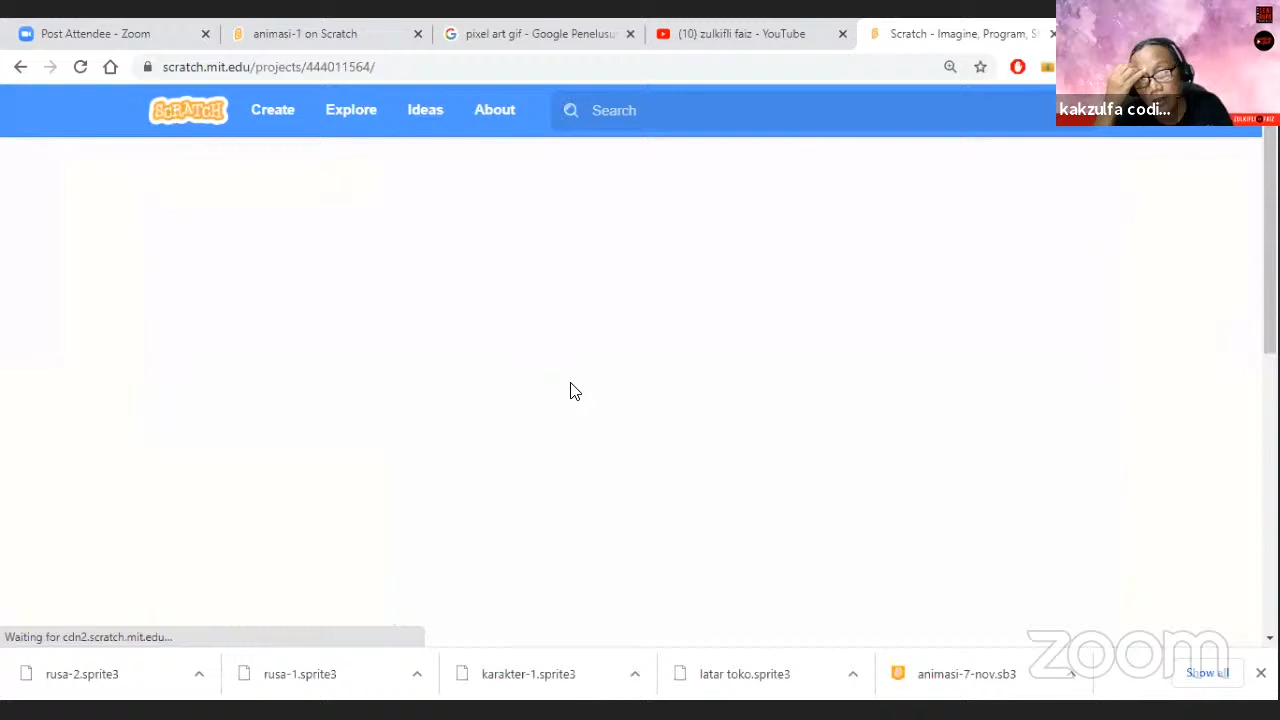 Post Attendee - Zoom
animasi-1 on Scratch
pixel art gif - Google Penelusu
(10) zulkifli faiz - YouTube
Scratch - Imagine, Program, S
scratch.mit.edu/projects/444011564/
SCRATCH
Create
Explore
Ideas
About
Search
kakzulfa codi...
ZULKIFLI FAIZ
Waiting for cdn2.scratch.mit.edu...
zoom
rusa-2.sprite3
rusa-1.sprite3
karakter-1.sprite3
latar toko.sprite3
animasi-7-nov.sb3
Show all